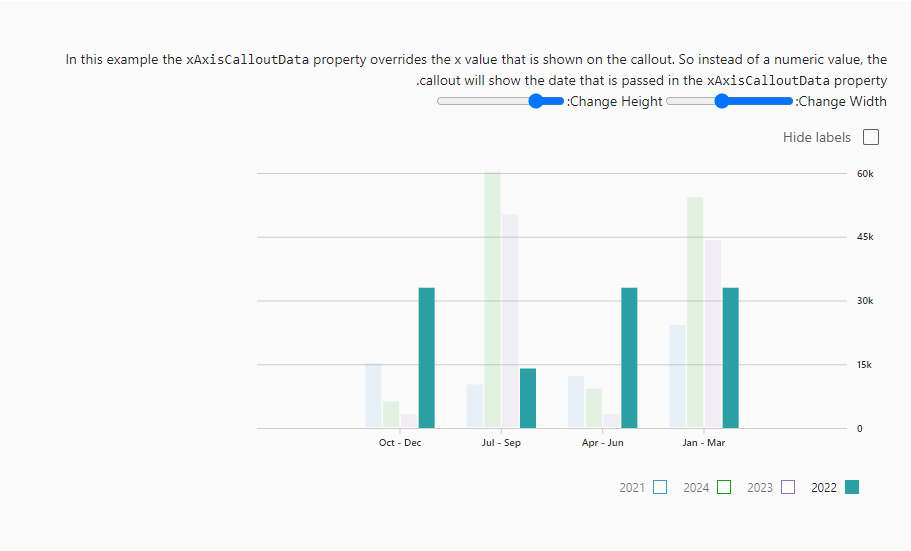 In this example the xAxisCalloutData property overrides the x value that is shown on the callout. So instead of a numeric value, the
.callout will show the date that is passed in the xAxisCalloutData property
:Change Height :Change Width
Hide labels
60k
45k
30k
15k
0
Oct - Dec Jul - Sep Apr - Jun Jan - Mar
2021 2024 2023 2022